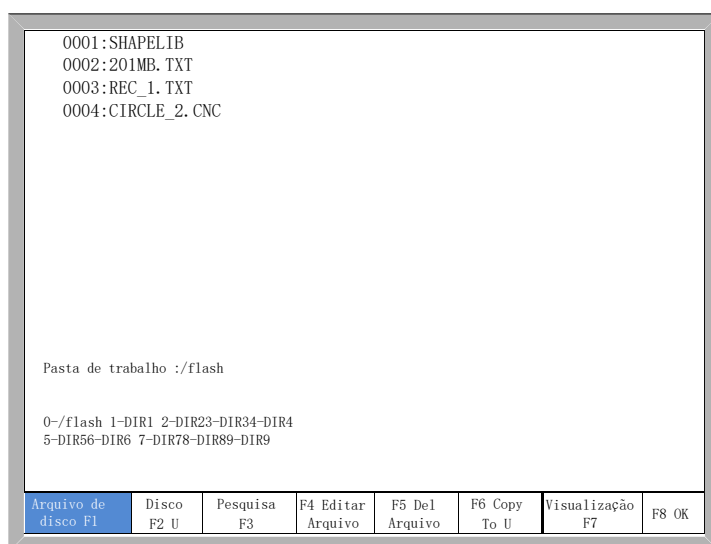 0001:SHAPELIB
0002:201MB.TXT
0003:REC_1.TXT
0004:CIRCLE_2.CNC
Pasta de trabalho :/flash
0-/flash 1-DIR1 2-DIR23-DIR34-DIR4
5-DIR56-DIR6 7-DIR78-DIR89-DIR9
Arquivo de
disco F1
Disco
F2 U
Pesquisa
F3
F4 Editar
Arquivo
F5 Del
Arquivo
F6 Copy
To U
Visualização
F7
F8 OK